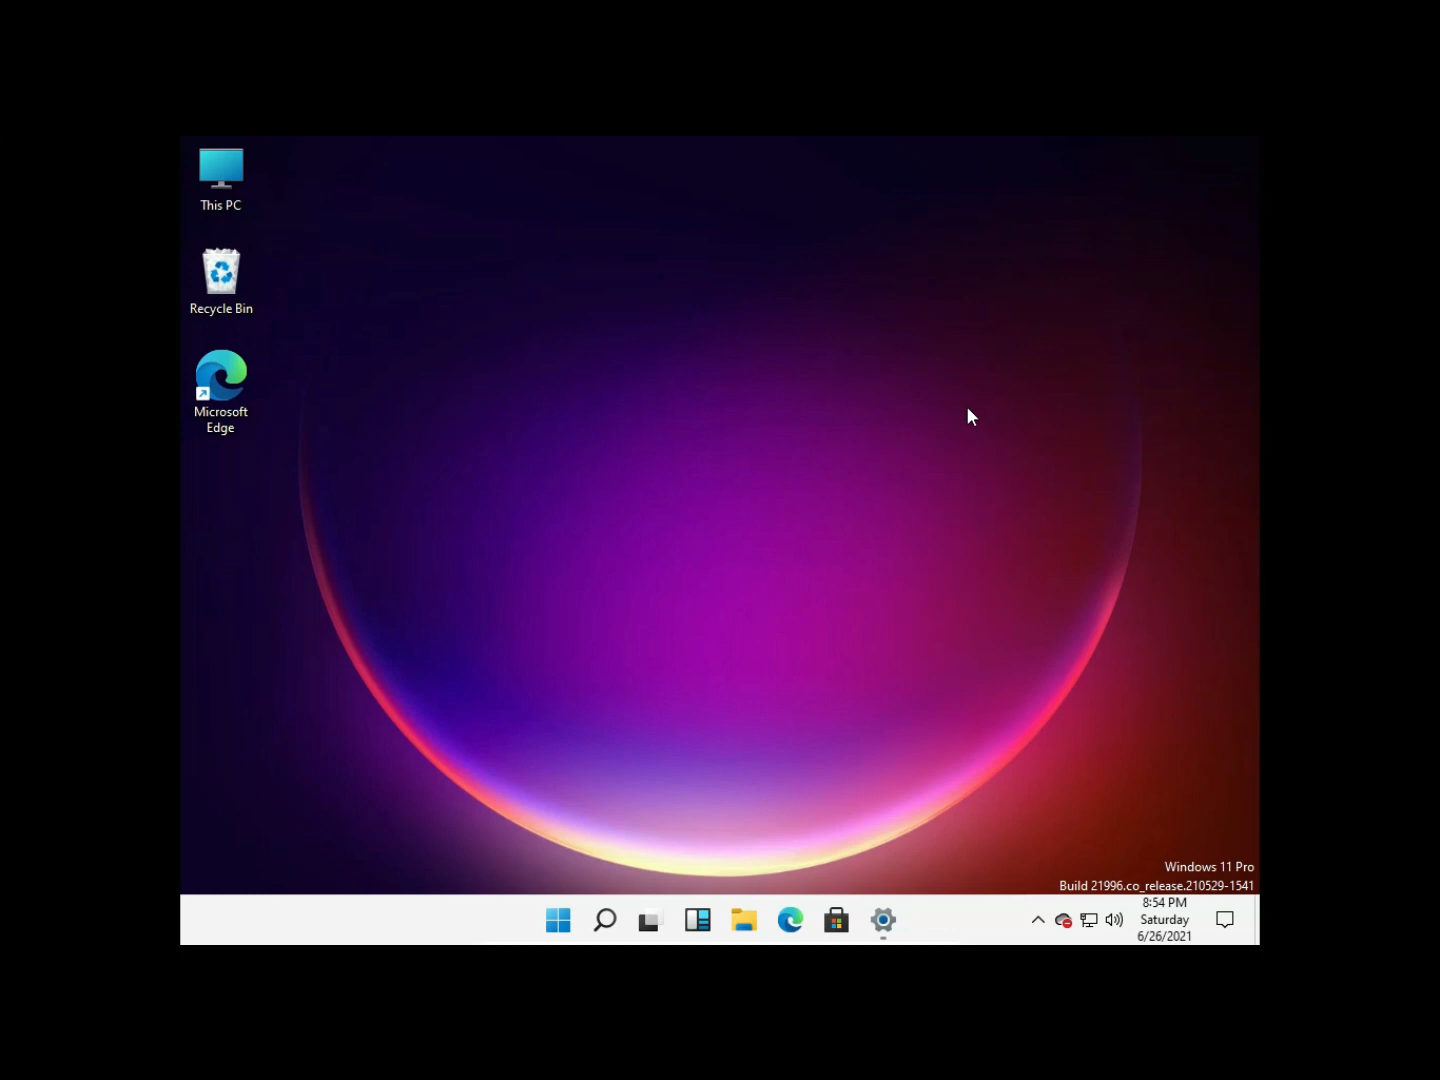 This PC
Recycle Bin
Microsoft
Edge
Windows 11 Pro
Build 21996.co_release.210529-1541
8:54 PM
Saturday
6/26/2021